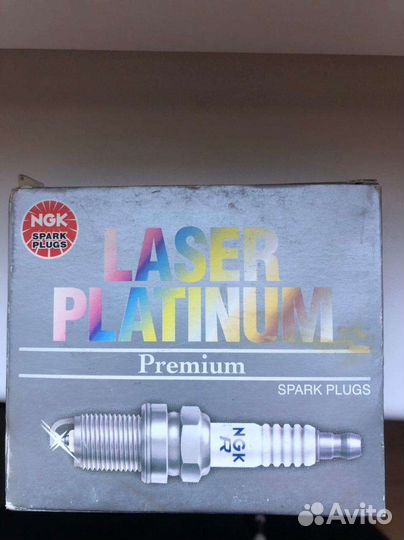 NGK
SPARK
PLUGS
LASER
PLATINUM
Premium
SPARK PLUGS
NGK
R
Avito